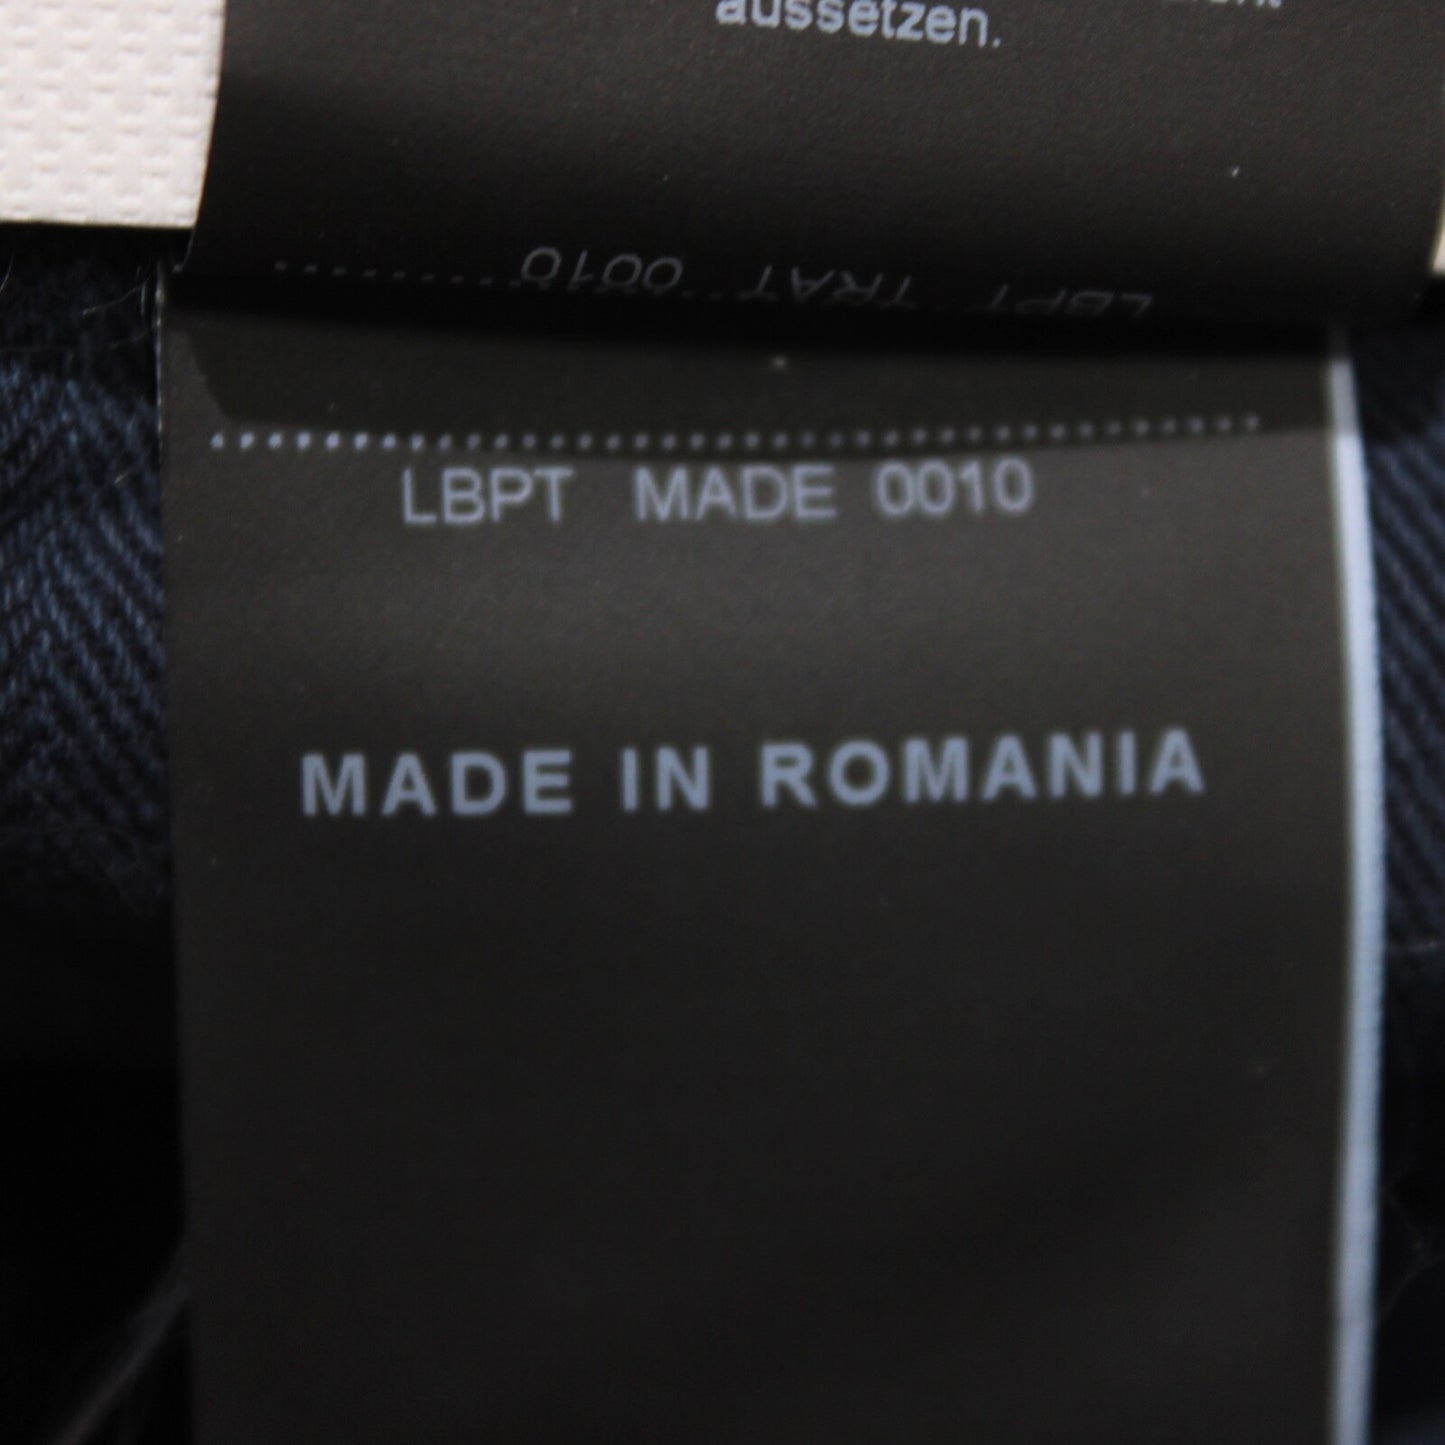 aussetzen.
LBPT TRAT 0010
LBPT MADE 0010
MADE IN ROMANIA